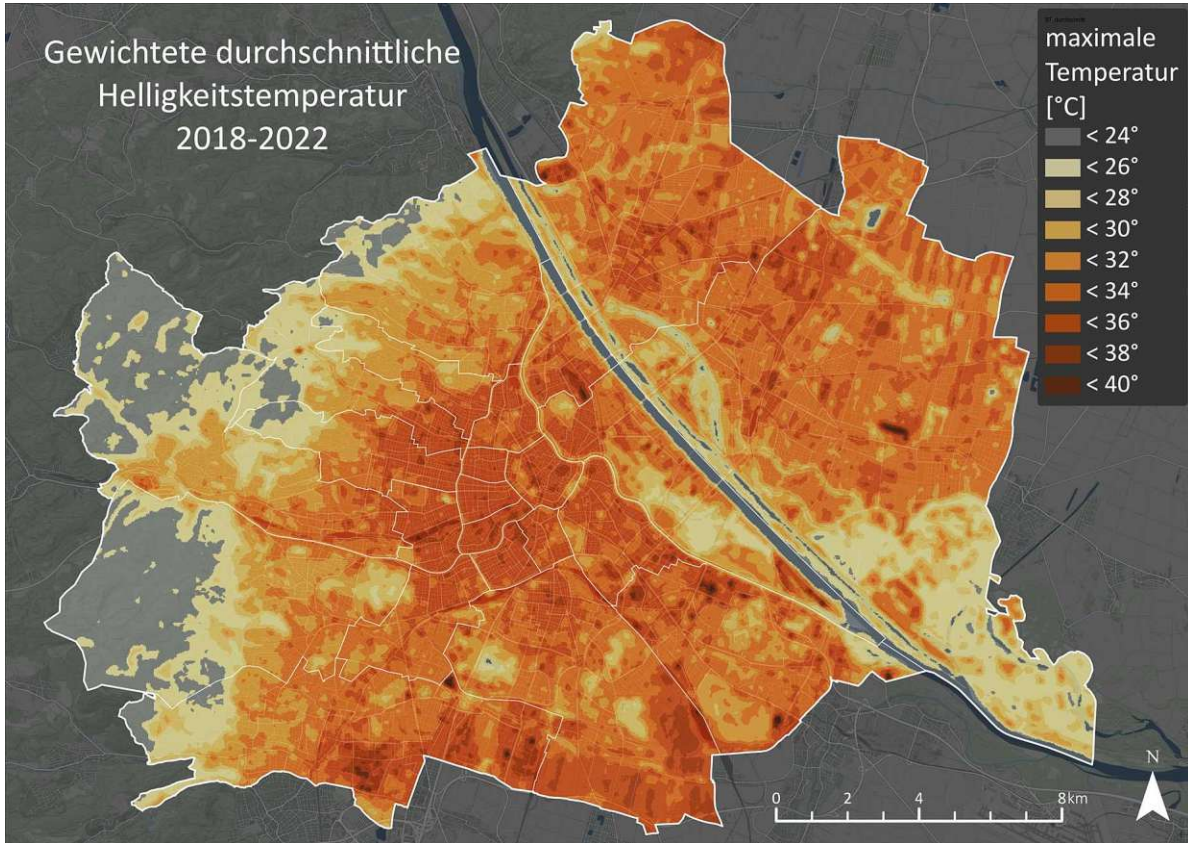 Gewichtete durchschnittliche
Helligkeitstemperatur
2018-2022
maximale
Temperatur
[°C]
< 24°
< 26°
< 28°
< 30°
< 32°
< 34°
< 36°
< 38°
< 40°
N
0 2 4 8km